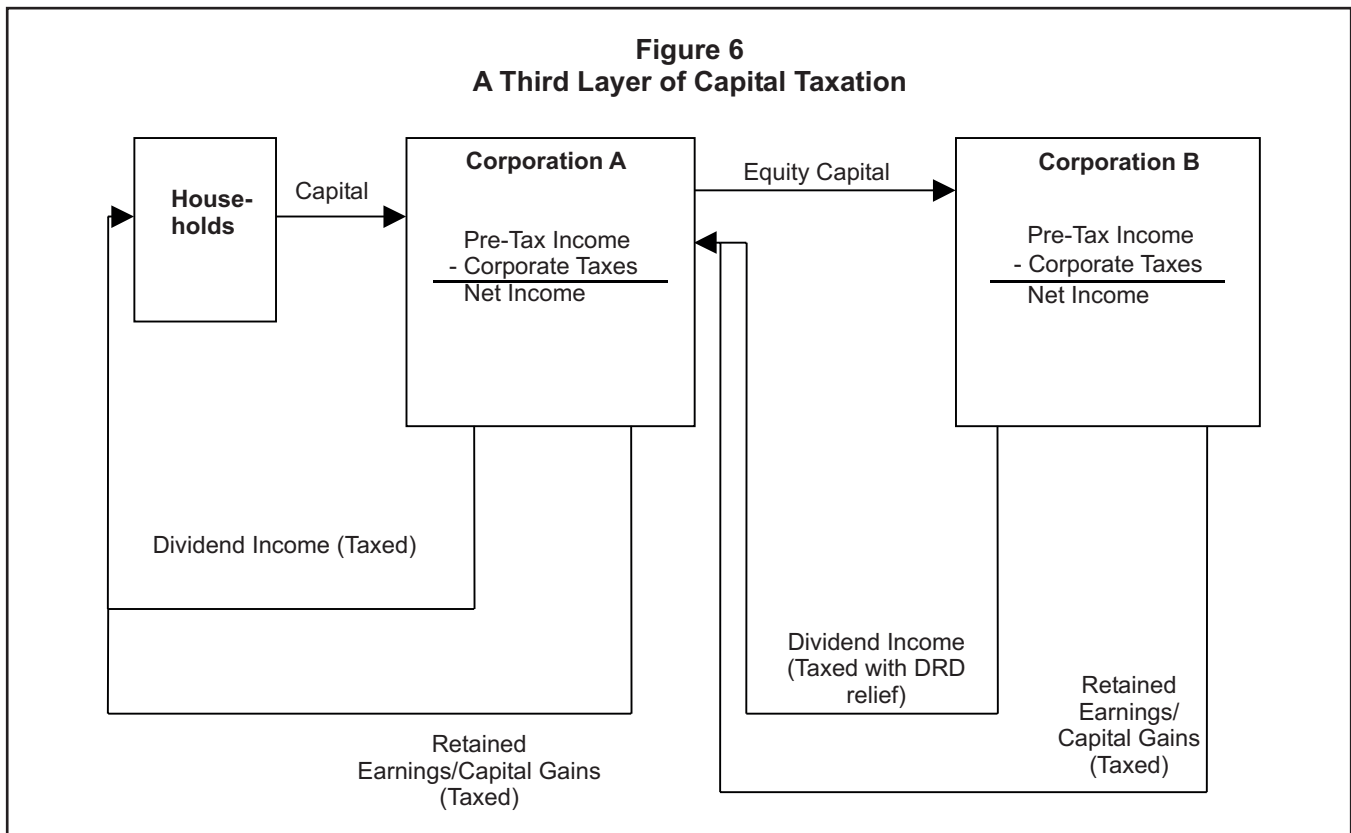 Figure 6
A Third Layer of Capital Taxation
House-
holds
Capital
Corporation A
Pre-Tax Income
- Corporate Taxes
Net Income
Equity Capital
Corporation B
Pre-Tax Income
- Corporate Taxes
Net Income
Dividend Income (Taxed)
Retained
Earnings/Capital Gains
(Taxed)
Dividend Income
(Taxed with DRD
relief)
Retained
Earnings/
Capital Gains
(Taxed)